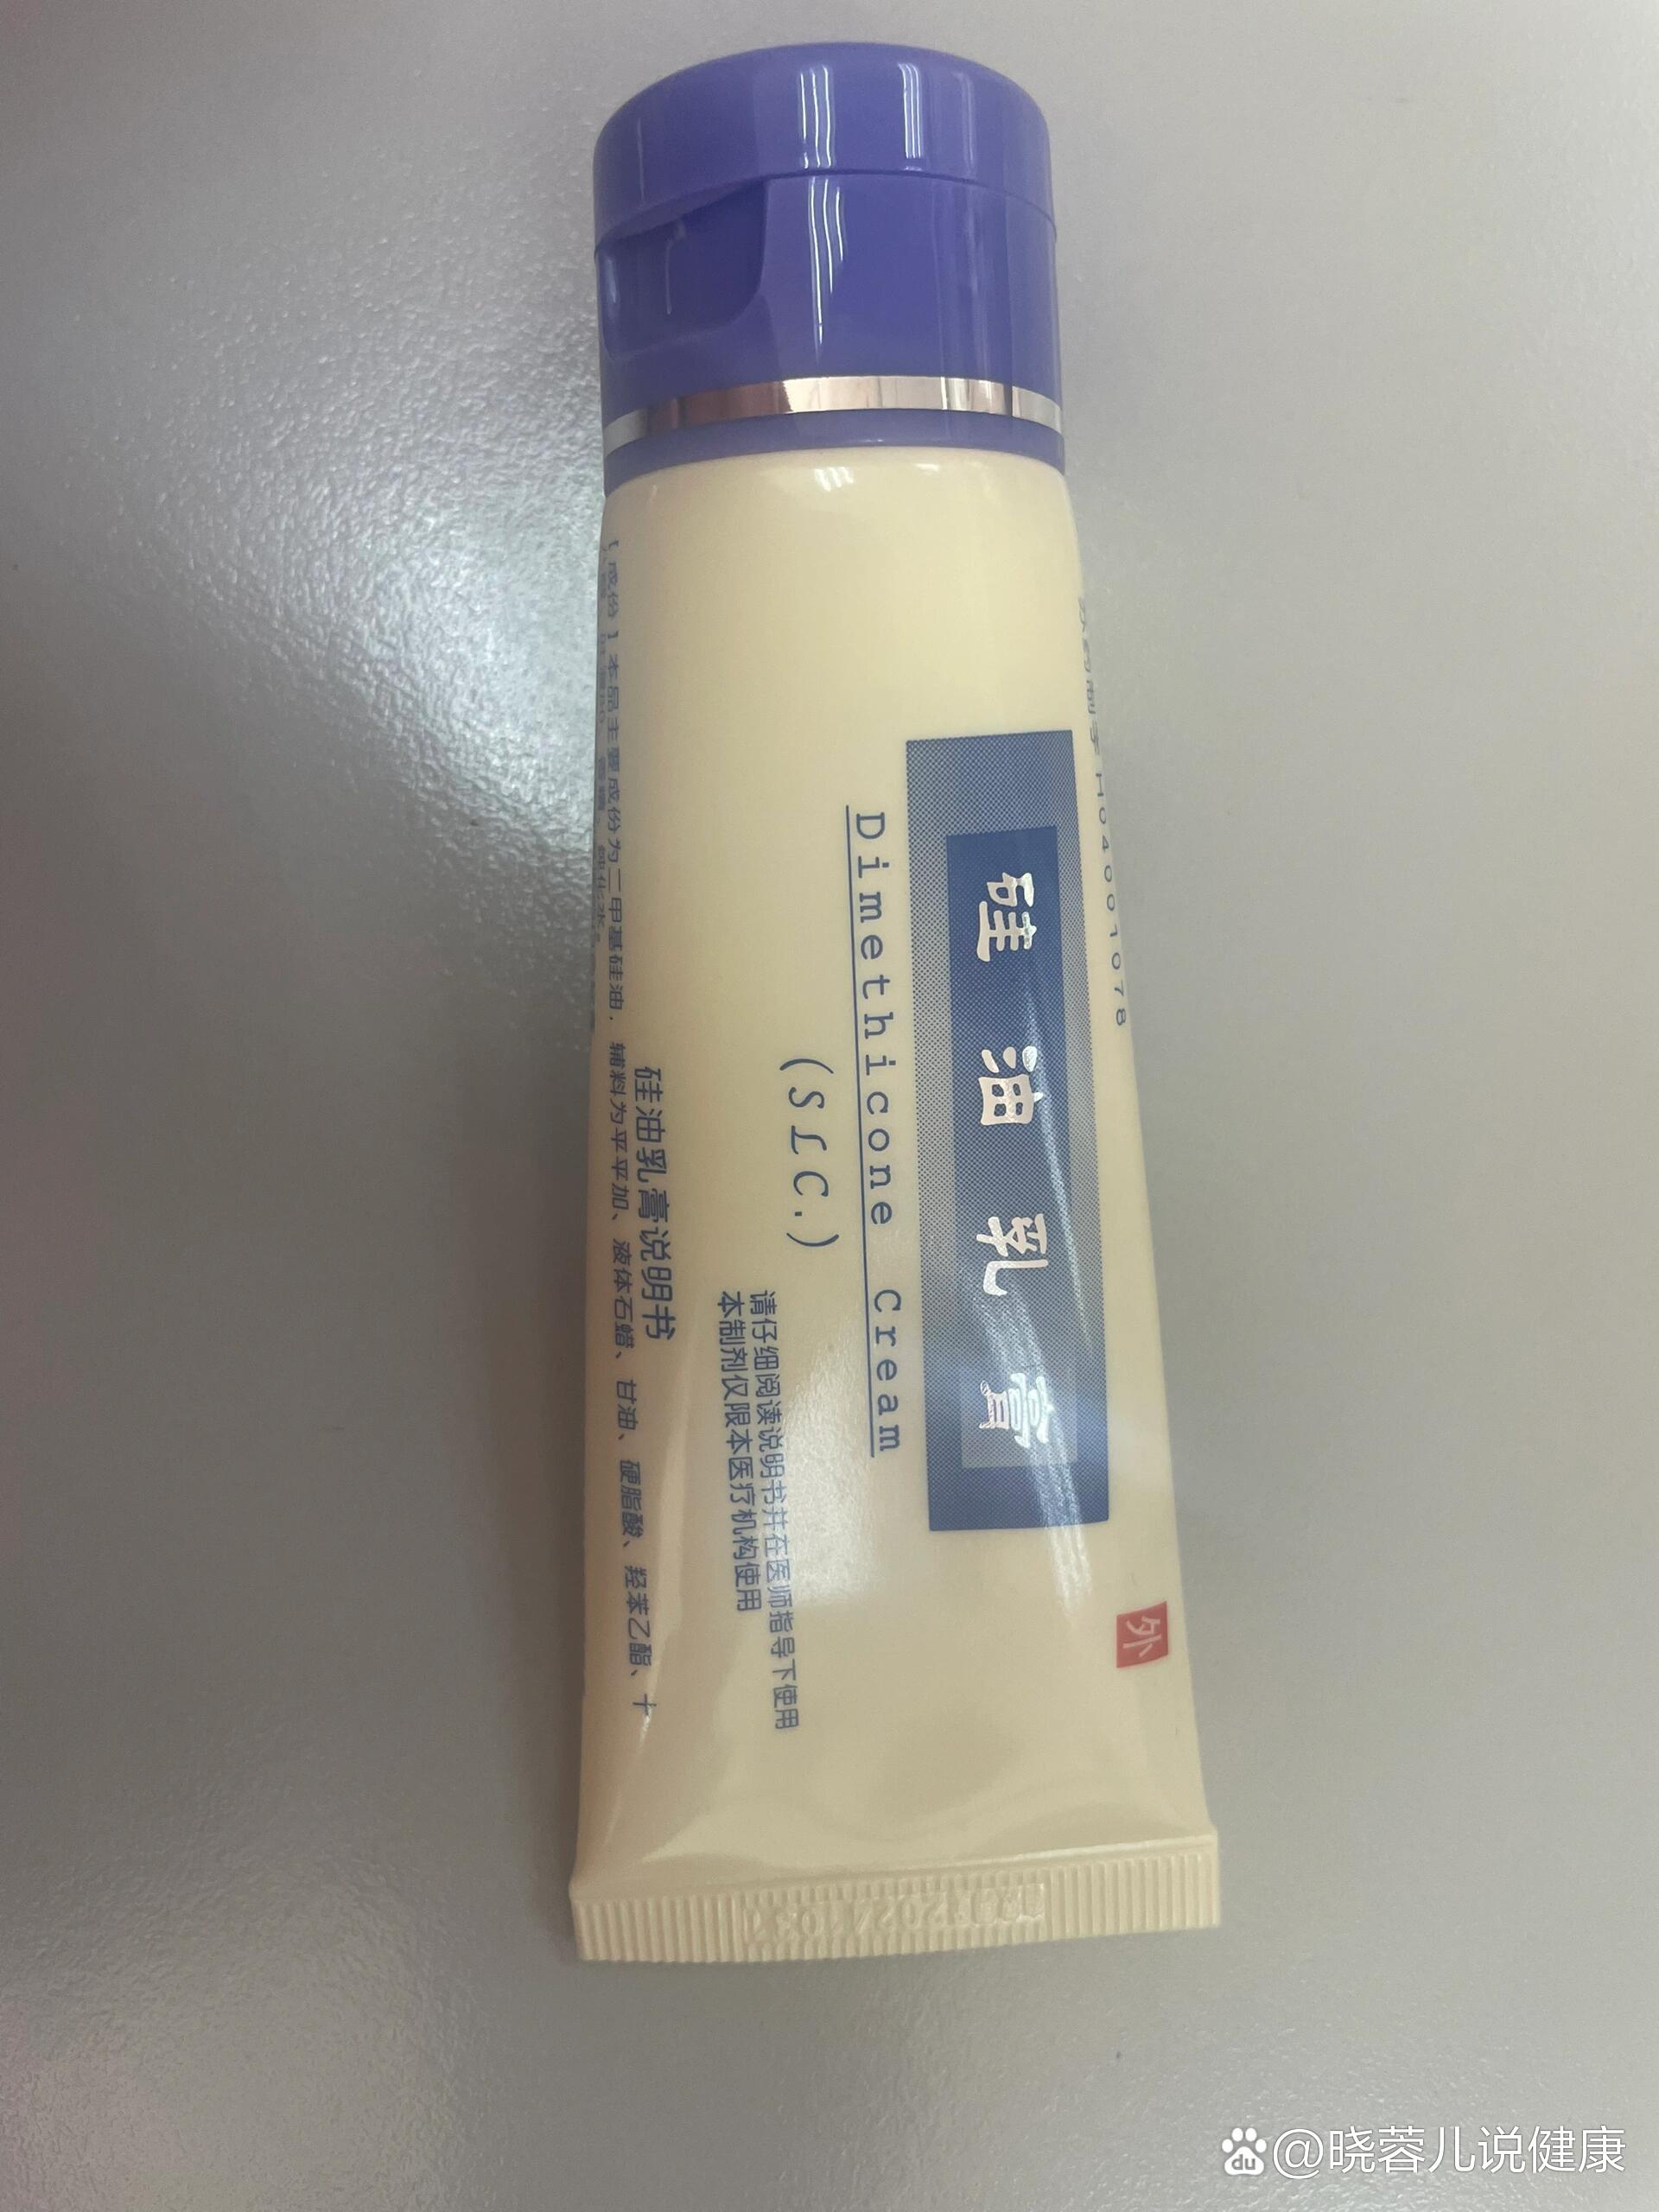 硅油乳膏
Dimethicone Cream
(SLC.)
请仔细阅读说明书并在医师指导下使用
本制剂仅限本医疗机构使用
外
硅油乳膏说明书
【成份】本品主要成份为二甲基硅油，辅料为平平加、液体石蜡、甘油、硬脂酸、羟苯乙酯、十
@晓蓉儿说健康